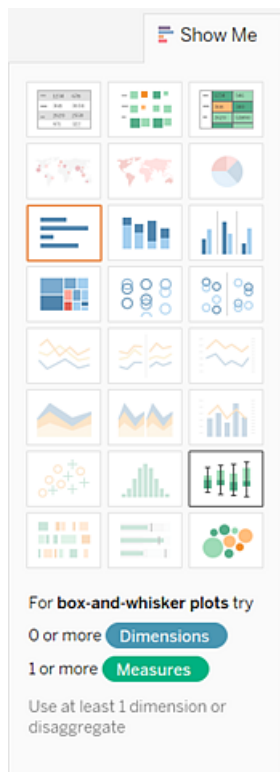 Show Me
For box-and-whisker plots try
0 or more Dimensions
1 or more Measures
Use at least 1 dimension or
disaggregate